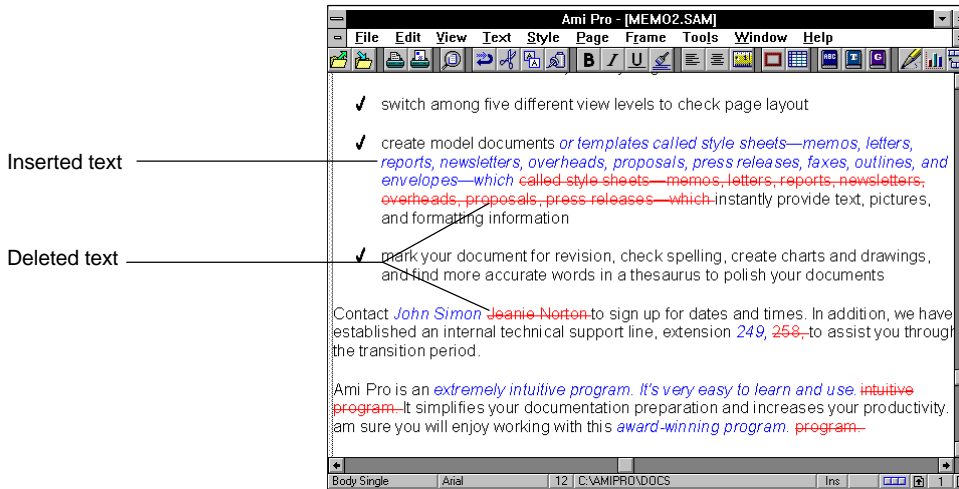 Ami Pro - [MEMO2.SAM]
File Edit View Text Style Page Frame Tools Window Help
B I U ABC T G
switch among five different view levels to check page layout
create model documents or templates called style sheets—memos, letters,
Inserted text
reports, newsletters, overheads, proposals, press releases, faxes, outlines, and
envelopes—which called style sheets—memos, letters, reports, newsletters,
overheads, proposals, press releases—which instantly provide text, pictures,
and formatting information
Deleted text
mark your document for revision, check spelling, create charts and drawings,
and find more accurate words in a thesaurus to polish your documents
Contact John Simon Jeanie Norton to sign up for dates and times. In addition, we have
established an internal technical support line, extension 249, 258, to assist you through
the transition period.
Ami Pro is an extremely intuitive program. It's very easy to learn and use. intuitive
program. It simplifies your documentation preparation and increases your productivity.
am sure you will enjoy working with this award-winning program. program.
Body Single Arial 12 C:\AMIPRO\DOCS Ins 1